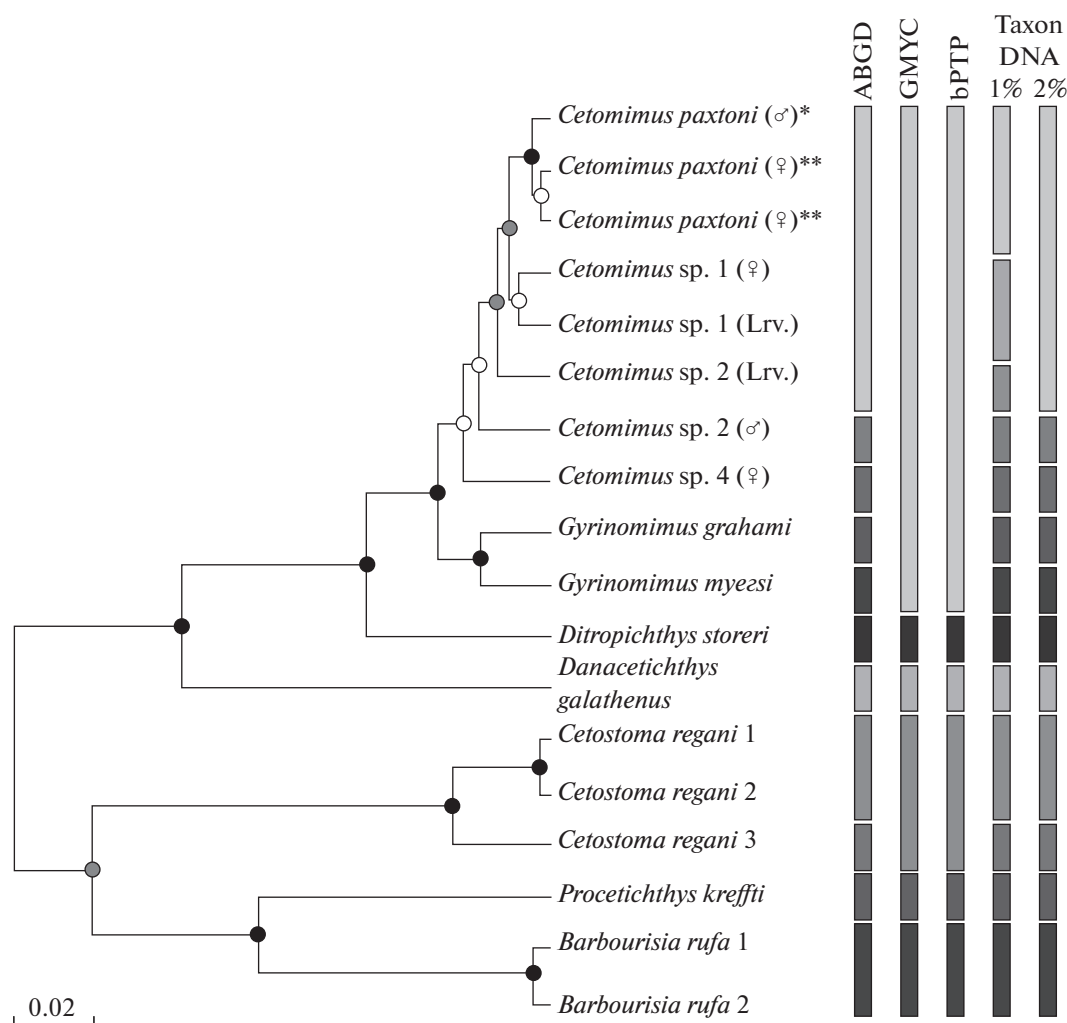 ABGD
GMYC
bPTP
Taxon
DNA
1% 2%
Cetomimus paxtoni (♂)*
Cetomimus paxtoni (♀)**
Cetomimus paxtoni (♀)**
Cetomimus sp. 1 (♀)
Cetomimus sp. 1 (Lrv.)
Cetomimus sp. 2 (Lrv.)
Cetomimus sp. 2 (♂)
Cetomimus sp. 4 (♀)
Gyrinomimus grahami
Gyrinomimus myeгsi
Ditropichthys storeri
Danacetichthys
galathenus
Cetostoma regani 1
Cetostoma regani 2
Cetostoma regani 3
Procetichthys kreffti
Barbourisia rufa 1
Barbourisia rufa 2
0.02